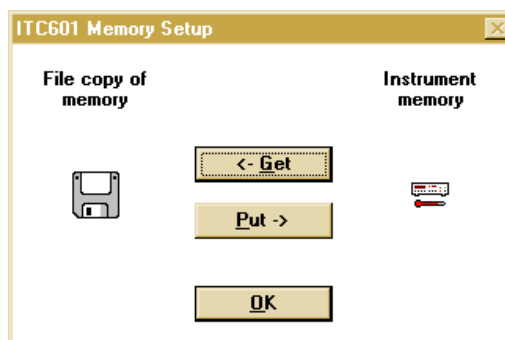 ITC601 Memory Setup
File copy of
memory
Instrument
memory
<- Get
Put ->
OK